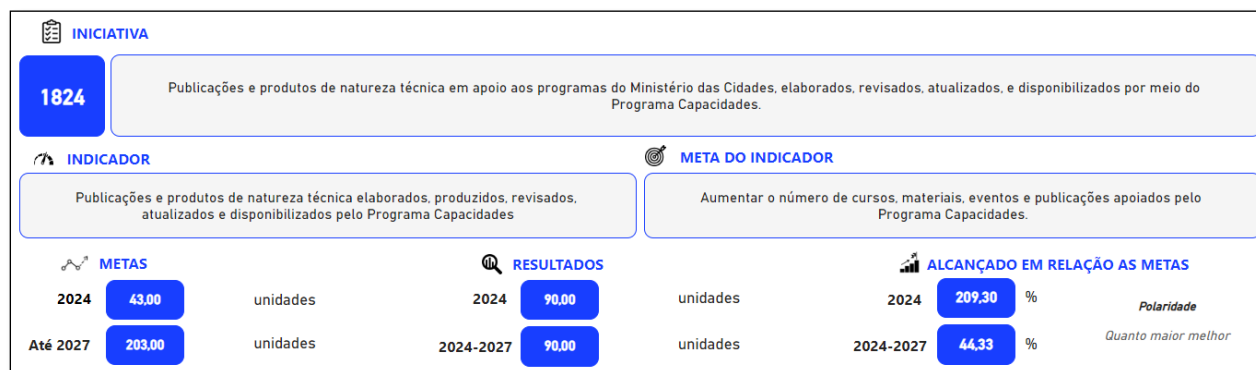 INICIATIVA
1824
Publicações e produtos de natureza técnica em apoio aos programas do Ministério das Cidades, elaborados, revisados, atualizados, e disponibilizados por meio do
Programa Capacidades.
INDICADOR
META DO INDICADOR
Publicações e produtos de natureza técnica elaborados, produzidos, revisados,
atualizados e disponibilizados pelo Programa Capacidades
Aumentar o número de cursos, materiais, eventos e publicações apoiados pelo
Programa Capacidades.
METAS
RESULTADOS
ALCANÇADO EM RELAÇÃO AS METAS
2024 43,00 unidades 2024 90,00 unidades 2024 209,30 % Polaridade
Até 2027 203,00 unidades 2024-2027 90,00 unidades 2024-2027 44,33 % Quanto maior melhor